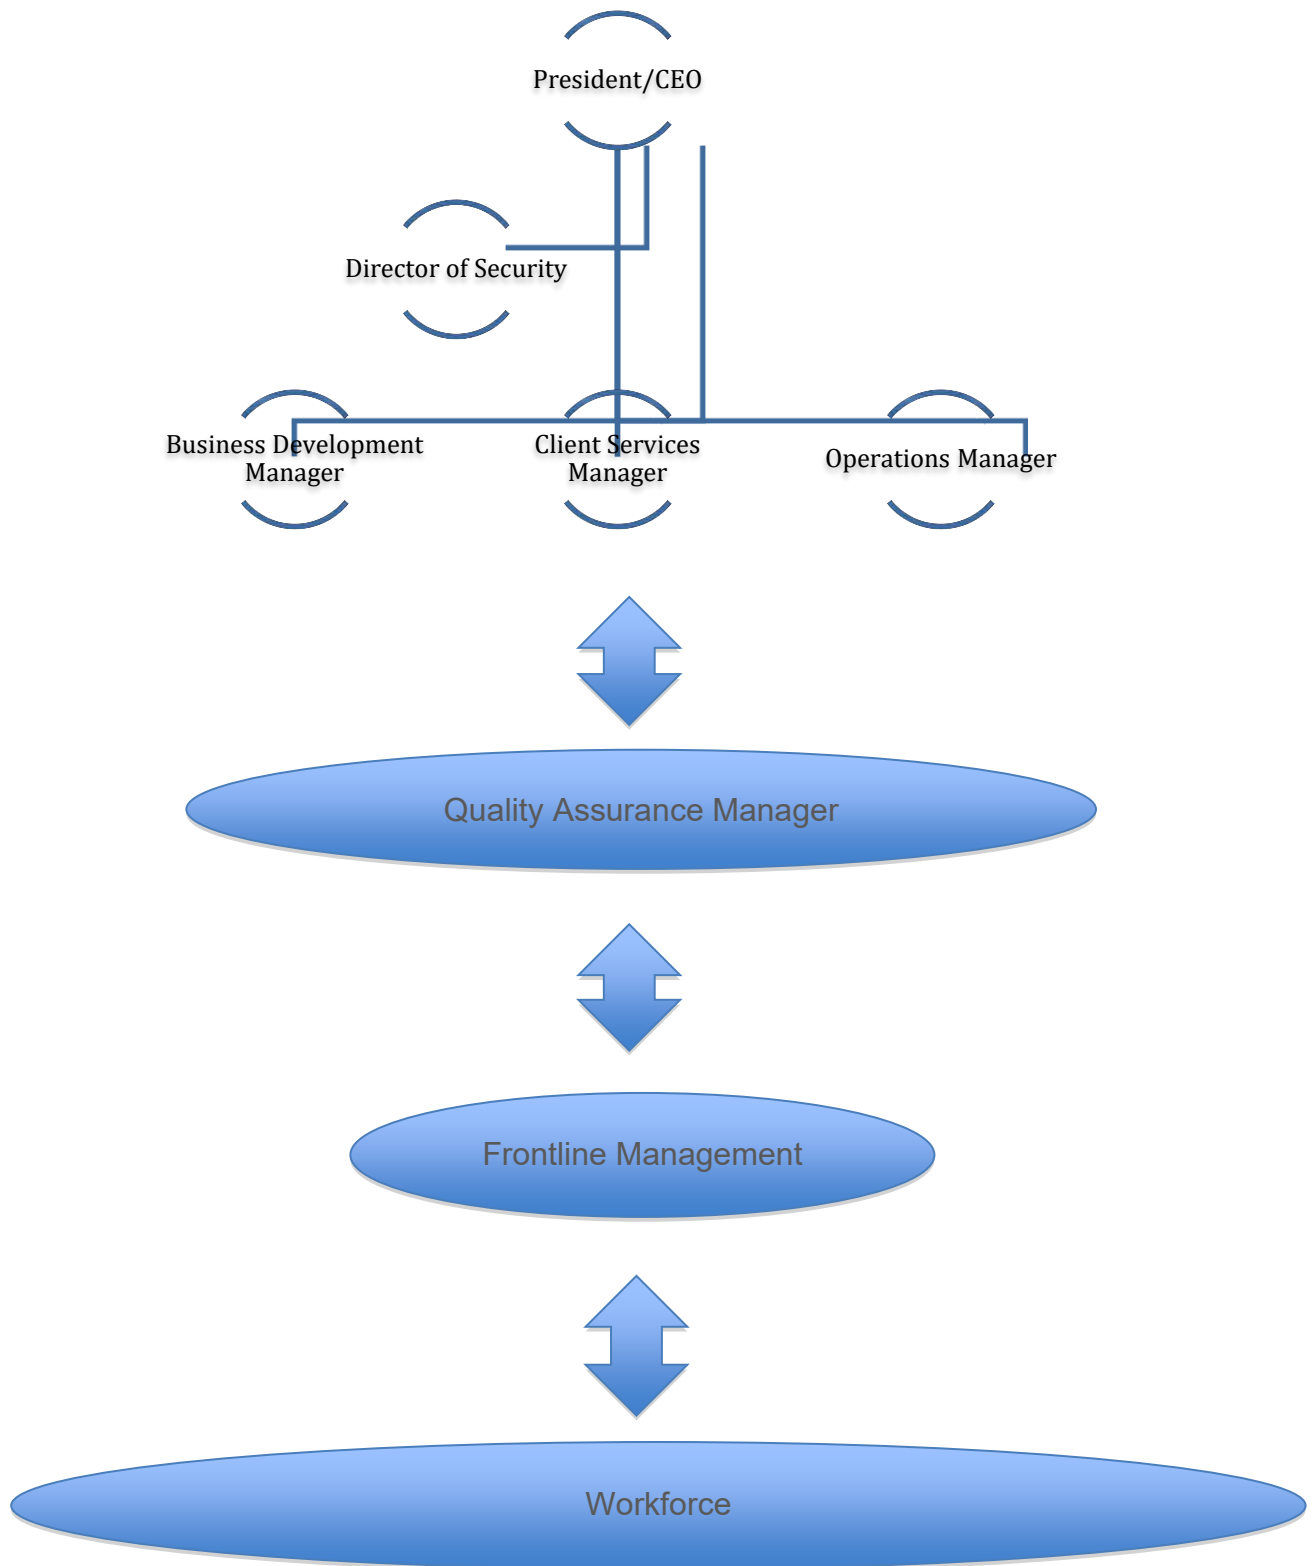 President/CEO
Director of Security
Business Development
Manager
Client Services
Manager
Operations Manager
Quality Assurance Manager
Frontline Management
Workforce